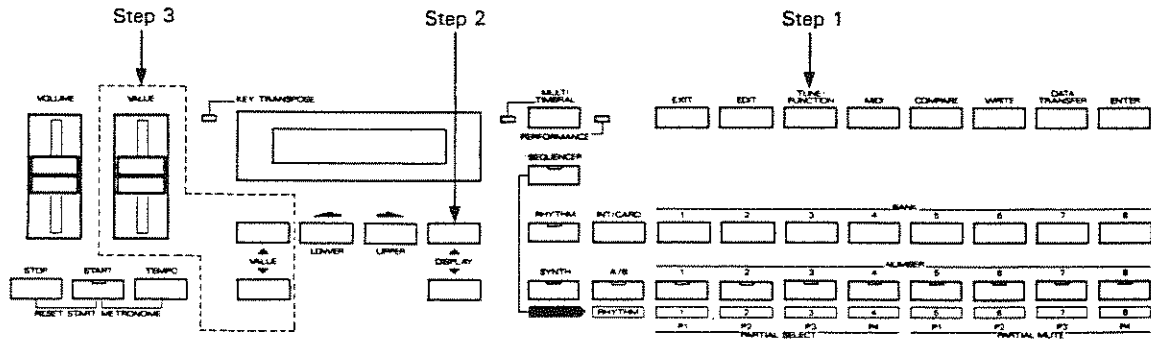 Step 3
Step 2
Step 1
VOLUME
VALUE
KEY TRANSPOSE
MULTI
TIMBRAL
PERFORMANCE
EXIT
EDIT
TUNE/
FUNCTION
MIDI
COMPARE
WRITE
DATA
TRANSFER
ENTER
SEQUENCER
RHYTHM
INT/CARD
BANK
1 2 3 4 5 6 7 8
LOWER
UPPER
VALUE
DISPLAY
STOP
START
TEMPO
RESET START METRONOME
SYNTH
A/B
NUMBER
1 2 3 4 5 6 7 8
RHYTHM
1 2 3 4 5 6 7 8
P1 P2 P3 P4 P1 P2 P3 P4
PARTIAL SELECT
PARTIAL MUTE